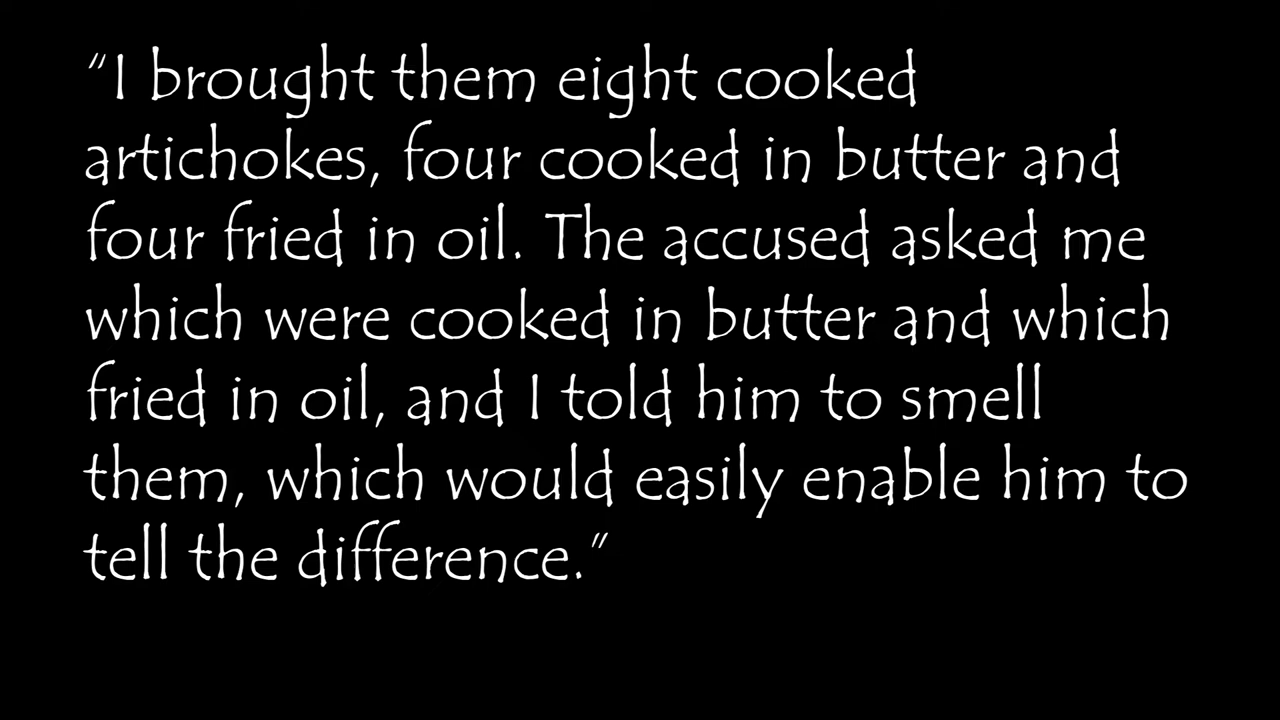 “I brought them eight cooked
artichokes, four cooked in butter and
four fried in oil. The accused asked me
which were cooked in butter and which
fried in oil, and I told him to smell
them, which would easily enable him to
tell the difference.”